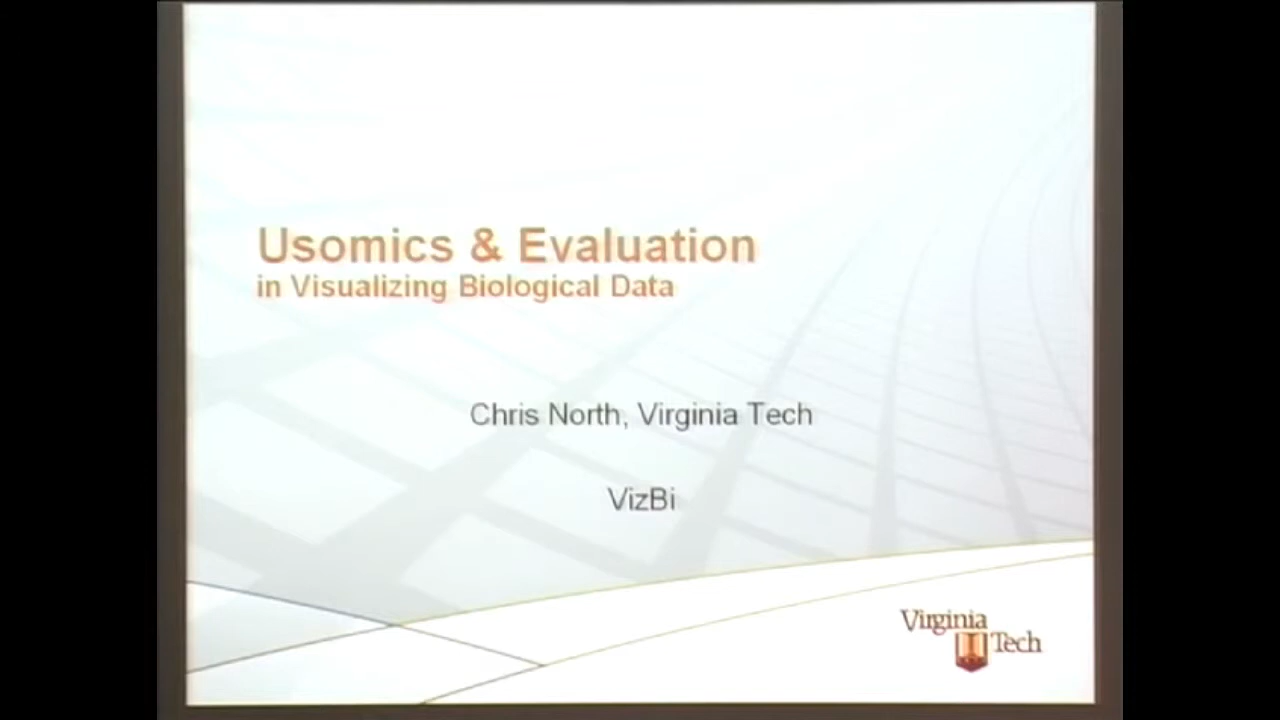 Usomics & Evaluation
in Visualizing Biological Data
Chris North, Virginia Tech
VizBi
Virginia
Tech